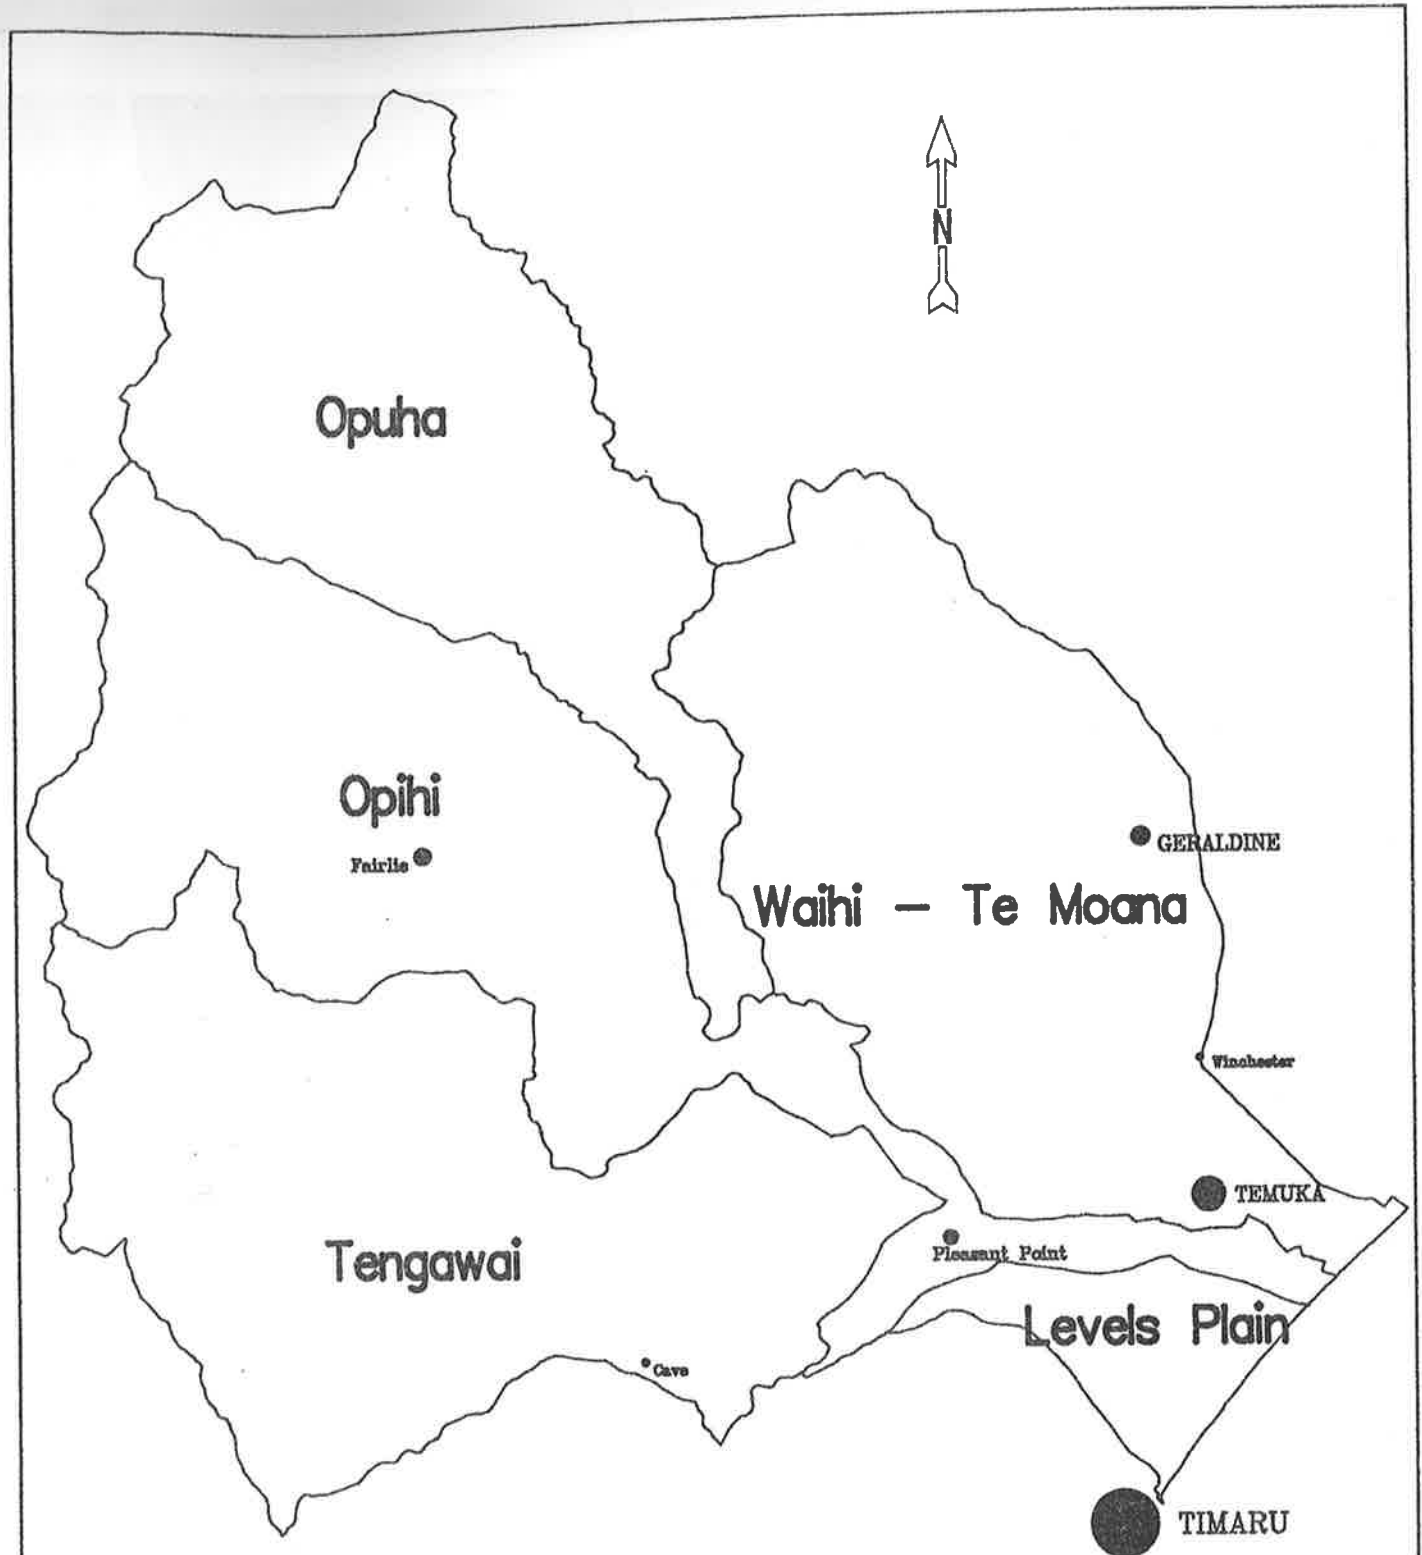 N
Opuha
Opihi
Fairlie
GERALDINE
Waihi – Te Moana
Winchester
TEMUKA
Pleasant Point
Tengawai
Levels Plain
Cave
TIMARU